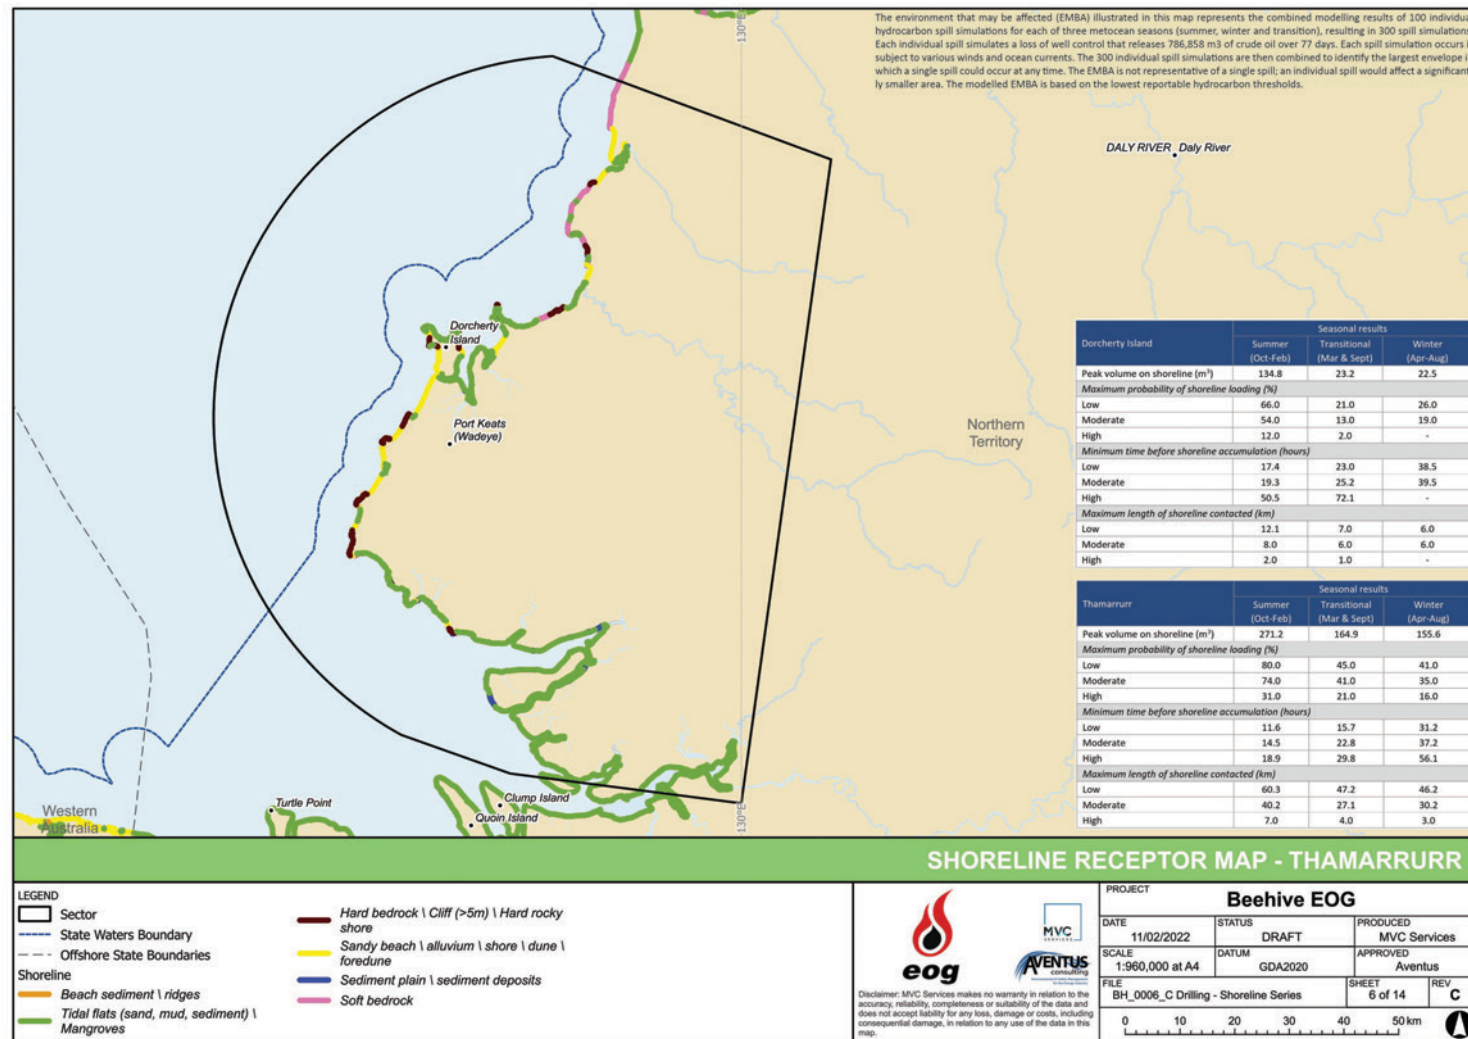 The environment that may be affected (EMBA) illustrated in this map represents the combined modelling results of 100 individua
hydrocarbon spill simulations for each of three metocean seasons (summer, winter and transition), resulting in 300 spill simulations
Each individual spill simulates a loss of well control that releases 786,858 m3 of crude oil over 77 days. Each spill simulation occurs i
subject to various winds and ocean currents. The 300 individual spill simulations are then combined to identify the largest envelope i
which a single spill could occur at any time. The EMBA is not representative of a single spill; an individual spill would affect a significant
ly smaller area. The modelled EMBA is based on the lowest reportable hydrocarbon thresholds.
130°E
DALY RIVER Daly River
Dorcherty
Island
Port Keats
(Wadeye)
Northern
Territory
Western
Australia
Turtle Point
Clump Island
Quoin Island
130°E
Dorcherty Island Seasonal results
Summer (Oct-Feb) Transitional (Mar & Sept) Winter (Apr-Aug)
Peak volume on shoreline (m³) 134.8 23.2 22.5
Maximum probability of shoreline loading (%)
Low 66.0 21.0 26.0
Moderate 54.0 13.0 19.0
High 12.0 2.0 -
Minimum time before shoreline accumulation (hours)
Low 17.4 23.0 38.5
Moderate 19.3 25.2 39.5
High 50.5 72.1 -
Maximum length of shoreline contacted (km)
Low 12.1 7.0 6.0
Moderate 8.0 6.0 6.0
High 2.0 1.0 -
Thamarrurr Seasonal results
Summer (Oct-Feb) Transitional (Mar & Sept) Winter (Apr-Aug)
Peak volume on shoreline (m³) 271.2 164.9 155.6
Maximum probability of shoreline loading (%)
Low 80.0 45.0 41.0
Moderate 74.0 41.0 35.0
High 31.0 21.0 16.0
Minimum time before shoreline accumulation (hours)
Low 11.6 15.7 31.2
Moderate 14.5 22.8 37.2
High 18.9 29.8 56.1
Maximum length of shoreline contacted (km)
Low 60.3 47.2 46.2
Moderate 40.2 27.1 30.2
High 7.0 4.0 3.0
SHORELINE RECEPTOR MAP - THAMARRURR
LEGEND
Sector
State Waters Boundary
Offshore State Boundaries
Shoreline
Beach sediment \ ridges
Tidal flats (sand, mud, sediment) \
Mangroves
Hard bedrock \ Cliff (>5m) \ Hard rocky
shore
Sandy beach \ alluvium \ shore \ dune \
foredune
Sediment plain \ sediment deposits
Soft bedrock
eog
MVC
SERVICES
AVENTUS
consulting
Disclaimer: MVC Services makes no warranty in relation to the
accuracy, reliability, completeness or suitability of the data and
does not accept liability for any loss, damage or costs, including
consequential damage, in relation to any use of the data in this
map.
PROJECT
Beehive EOG
DATE STATUS PRODUCED
11/02/2022 DRAFT MVC Services
SCALE DATUM APPROVED
1:960,000 at A4 GDA2020 Aventus
FILE SHEET REV
BH_0006_C Drilling - Shoreline Series 6 of 14 C
0 10 20 30 40 50 km